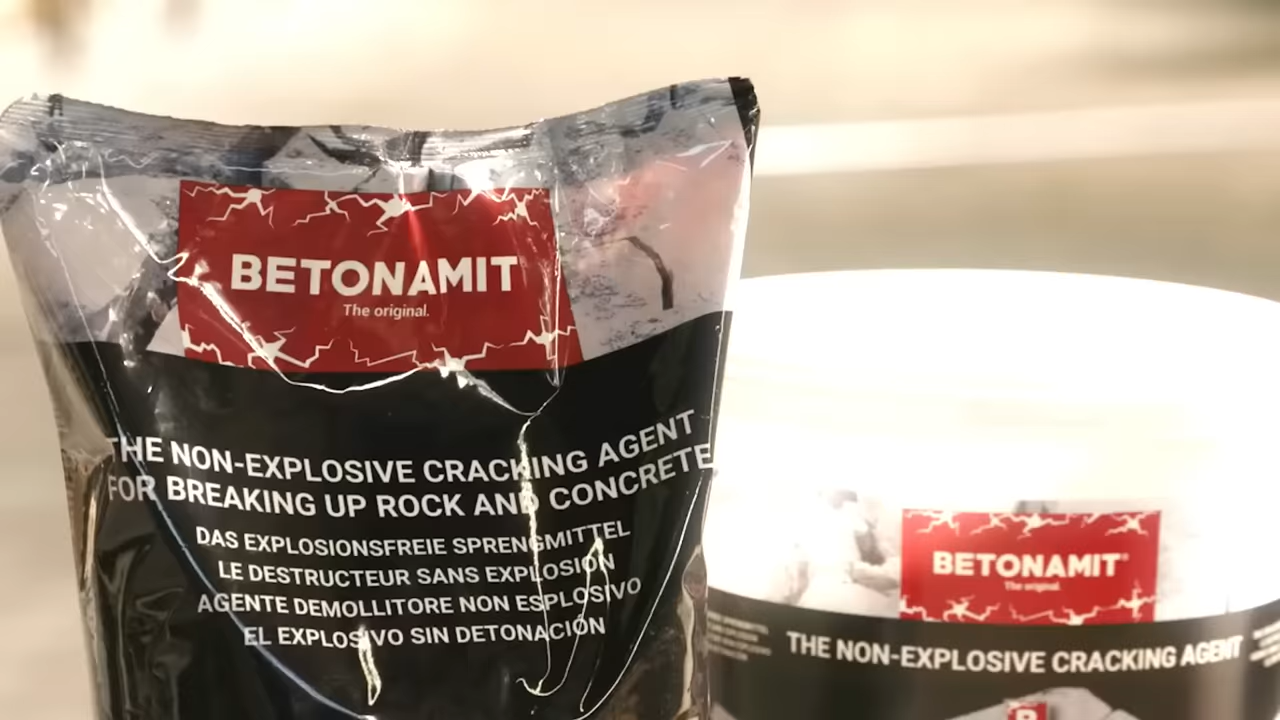 BETONAMIT
The original.
THE NON-EXPLOSIVE CRACKING AGENT
FOR BREAKING UP ROCK AND CONCRETE
DAS EXPLOSIONSFREIE SPRENGMITTEL
LE DESTRUCTEUR SANS EXPLOSION
AGENTE DEMOLLITORE NON ESPLOSIVO
EL EXPLOSIVO SIN DETONACIÓN
BETONAMIT®
The original.
THE NON-EXPLOSIVE CRACKING AGENT
B